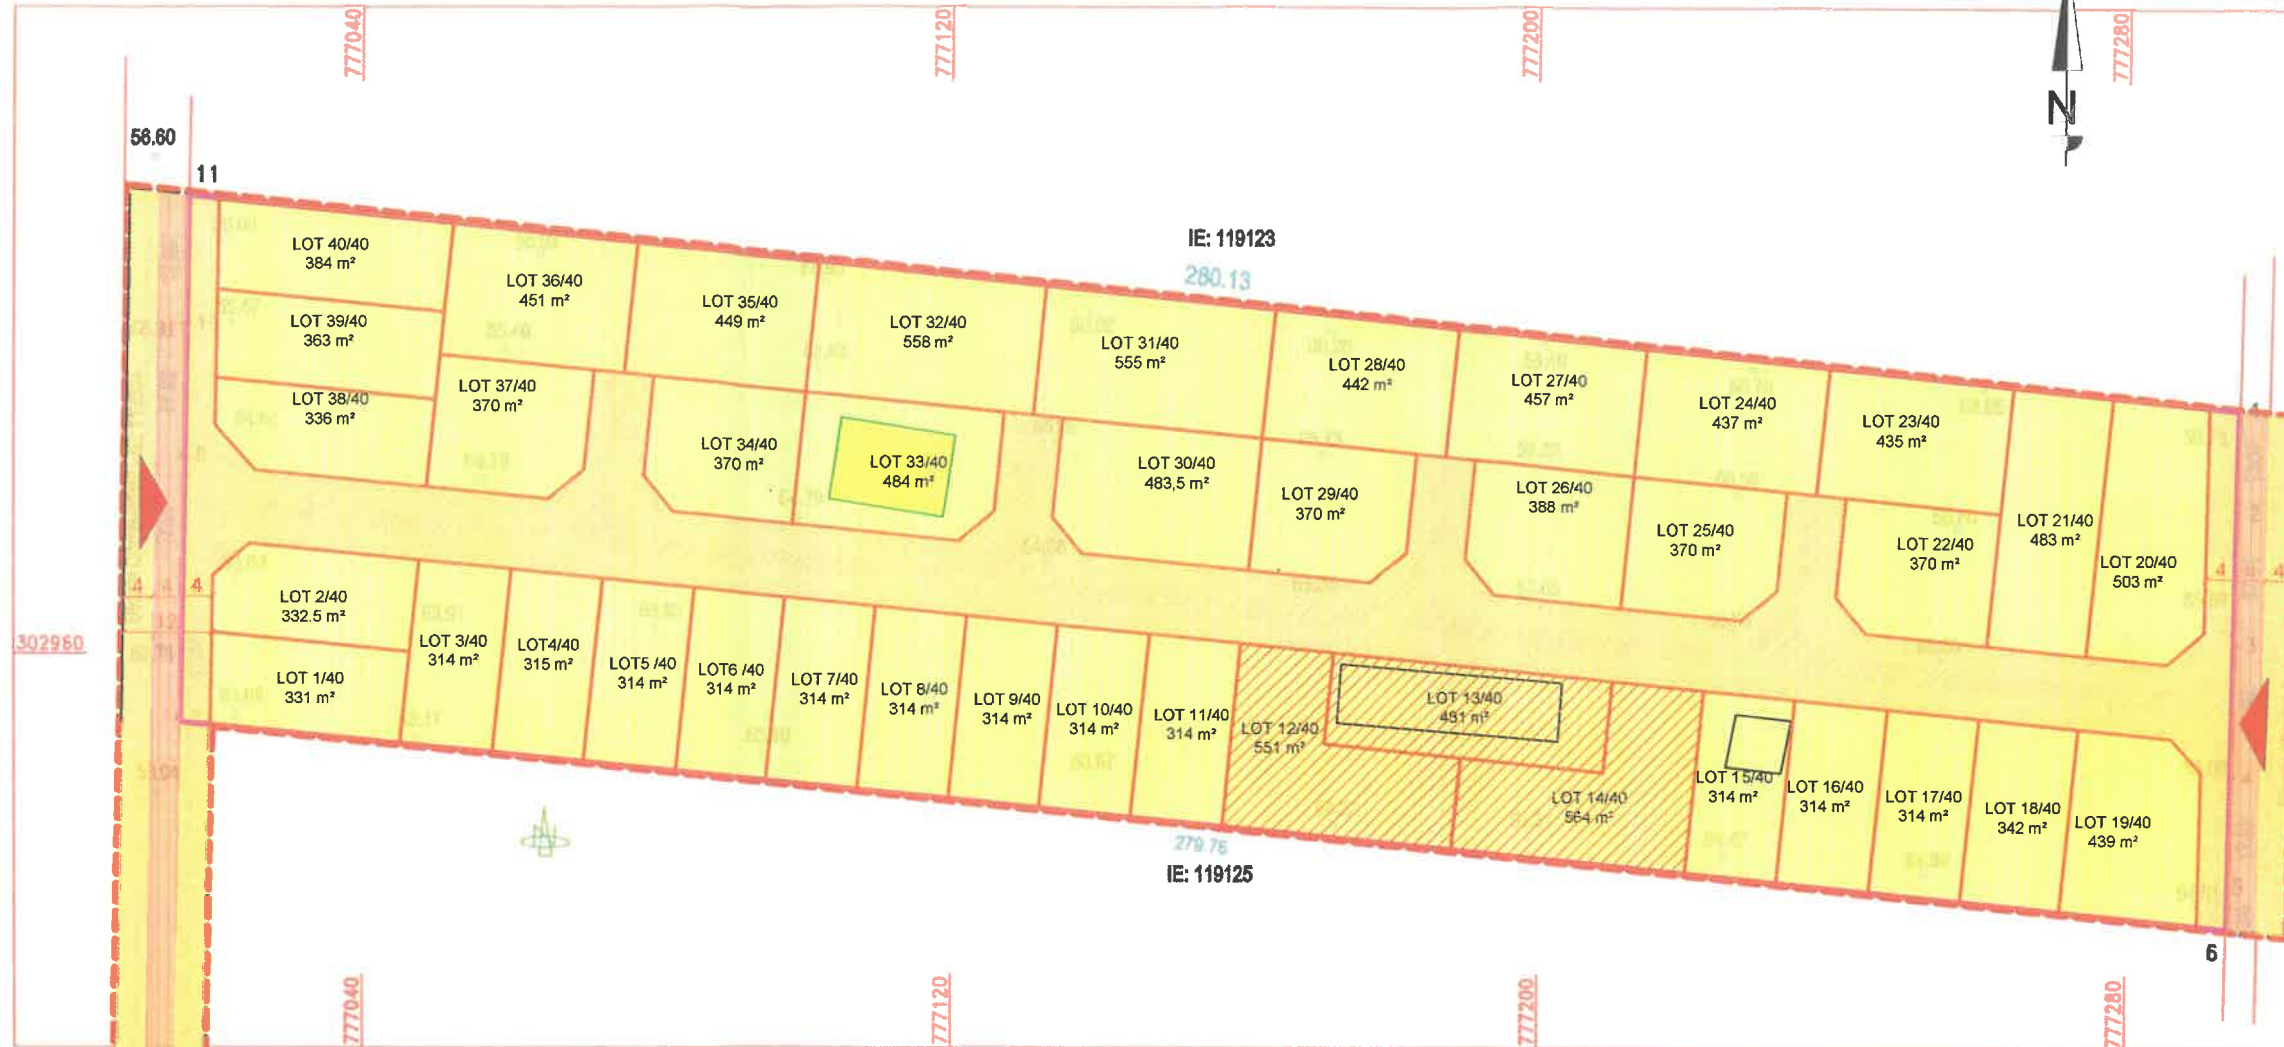 777040
777120
777200
777280
N
56.60
11
IE: 119123
280.13
LOT 40/40
384 m²
LOT 36/40
451 m²
LOT 35/40
449 m²
LOT 32/40
558 m²
LOT 31/40
555 m²
LOT 28/40
442 m²
LOT 27/40
457 m²
LOT 24/40
437 m²
LOT 23/40
435 m²
LOT 39/40
363 m²
LOT 38/40
336 m²
LOT 37/40
370 m²
LOT 34/40
370 m²
LOT 33/40
484 m²
LOT 30/40
483,5 m²
LOT 29/40
370 m²
LOT 26/40
388 m²
LOT 25/40
370 m²
LOT 22/40
370 m²
LOT 21/40
483 m²
LOT 20/40
503 m²
4
4
4
4
4
302960
LOT 2/40
332.5 m²
LOT 1/40
331 m²
LOT 3/40
314 m²
LOT4/40
315 m²
LOT5 /40
314 m²
LOT6 /40
314 m²
LOT 7/40
314 m²
LOT 8/40
314 m²
LOT 9/40
314 m²
LOT 10/40
314 m²
LOT 11/40
314 m²
LOT 12/40
551 m²
LOT 13/40
491 m²
LOT 14/40
564 m²
LOT 15/40
314 m²
LOT 16/40
314 m²
LOT 17/40
314 m²
LOT 18/40
342 m²
LOT 19/40
439 m²
279.76
IE: 119125
6
777040
777120
777200
777280